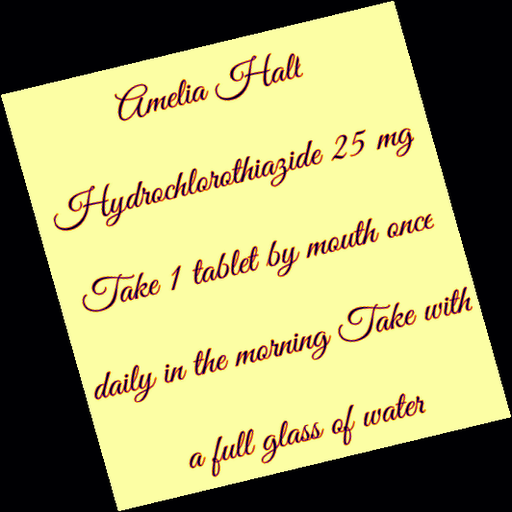 Amelia Halt
Hydrochlorothiazide 25 mg
Take 1 tablet by mouth once
daily in the morning Take with
a full glass of water